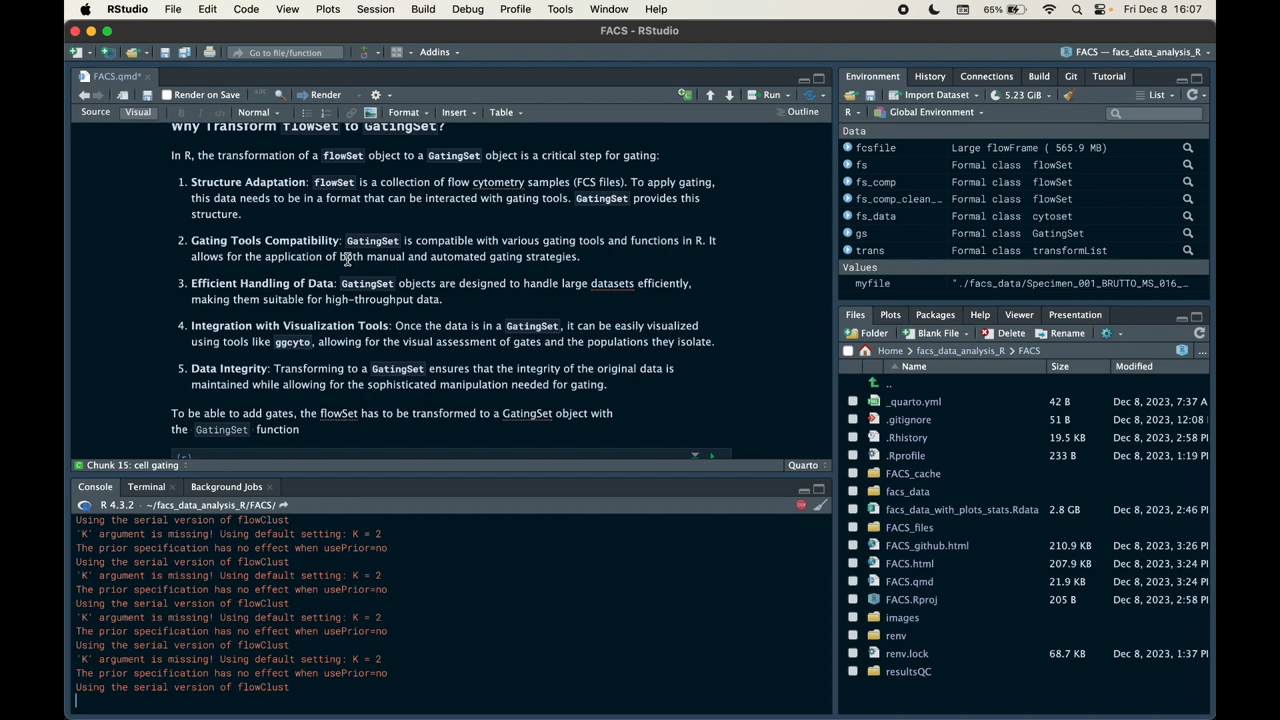 RStudio File Edit Code View Plots Session Build Debug Profile Tools Window Help 65% Fri Dec 8 16:07
FACS - RStudio
Go to file/function Addins FACS — facs_data_analysis_R
FACS.qmd*
Render on Save Render Run
Source Visual B I Normal Format Insert Table Outline
Why Transform flowSet to GatingSet?
In R, the transformation of a flowSet object to a GatingSet object is a critical step for gating:
1. Structure Adaptation: flowSet is a collection of flow cytometry samples (FCS files). To apply gating,
this data needs to be in a format that can be interacted with gating tools. GatingSet provides this
structure.
2. Gating Tools Compatibility: GatingSet is compatible with various gating tools and functions in R. It
allows for the application of both manual and automated gating strategies.
3. Efficient Handling of Data: GatingSet objects are designed to handle large datasets efficiently,
making them suitable for high-throughput data.
4. Integration with Visualization Tools: Once the data is in a GatingSet, it can be easily visualized
using tools like ggcyto, allowing for the visual assessment of gates and the populations they isolate.
5. Data Integrity: Transforming to a GatingSet ensures that the integrity of the original data is
maintained while allowing for the sophisticated manipulation needed for gating.
To be able to add gates, the flowSet has to be transformed to a GatingSet object with
the GatingSet function
{r}
Chunk 15: cell gating Quarto
Console Terminal Background Jobs
R 4.3.2 · ~/facs_data_analysis_R/FACS/
Using the serial version of flowClust
'K' argument is missing! Using default setting: K = 2
The prior specification has no effect when usePrior=no
Using the serial version of flowClust
'K' argument is missing! Using default setting: K = 2
The prior specification has no effect when usePrior=no
Using the serial version of flowClust
'K' argument is missing! Using default setting: K = 2
The prior specification has no effect when usePrior=no
Using the serial version of flowClust
'K' argument is missing! Using default setting: K = 2
The prior specification has no effect when usePrior=no
Using the serial version of flowClust
Environment History Connections Build Git Tutorial
Import Dataset 5.23 GiB List
R Global Environment
Data
fcsfile Large flowFrame ( 565.9 MB)
fs Formal class flowSet
fs_comp Formal class flowSet
fs_comp_clean_… Formal class flowSet
fs_data Formal class cytoset
gs Formal class GatingSet
trans Formal class transformList
Values
myfile "./facs_data/Specimen_001_BRUTTO_MS_016_…
Files Plots Packages Help Viewer Presentation
Folder Blank File Delete Rename
Home facs_data_analysis_R FACS ...
Name Size Modified
..
_quarto.yml 42 B Dec 8, 2023, 7:37 A
.gitignore 51 B Dec 8, 2023, 12:08
.Rhistory 19.5 KB Dec 8, 2023, 2:58 P
.Rprofile 233 B Dec 8, 2023, 1:19 P
FACS_cache
facs_data
facs_data_with_plots_stats.Rdata 2.8 GB Dec 8, 2023, 2:46 P
FACS_files
FACS_github.html 210.9 KB Dec 8, 2023, 3:26 P
FACS.html 207.9 KB Dec 8, 2023, 3:24 P
FACS.qmd 21.9 KB Dec 8, 2023, 3:24 P
FACS.Rproj 205 B Dec 8, 2023, 2:58 P
images
renv
renv.lock 68.7 KB Dec 8, 2023, 1:37 P
resultsQC